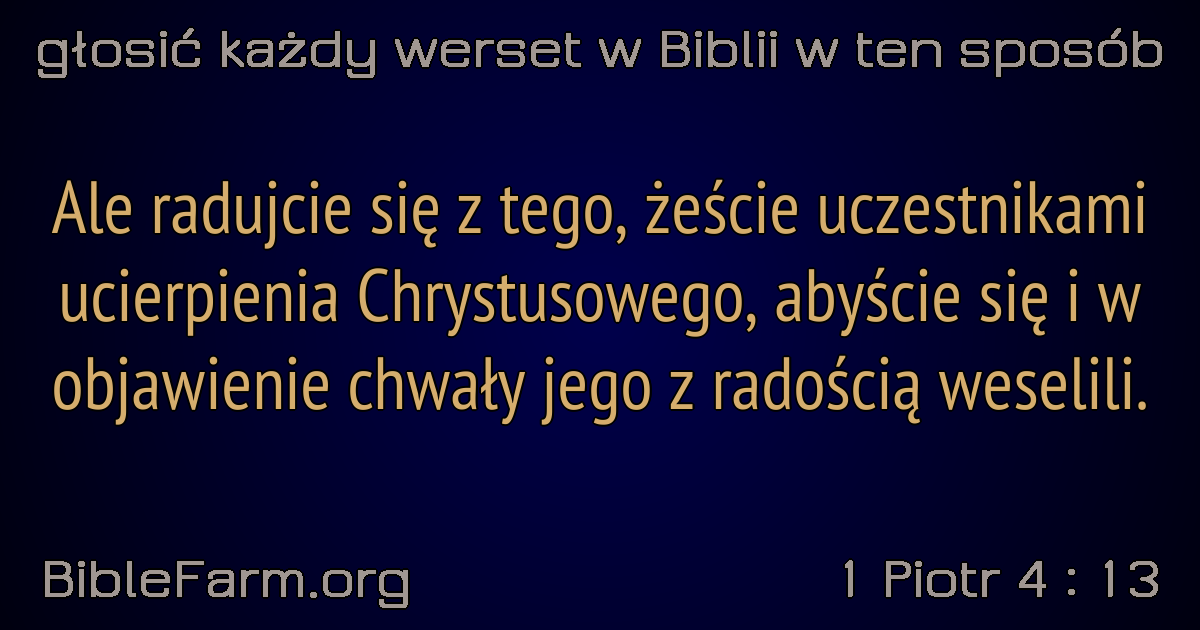 głosić każdy werset w Biblii w ten sposób
Ale radujcie się z tego, żeście uczestnikami
ucierpienia Chrystusowego, abyście się i w
objawienie chwały jego z radością weselili.
BibleFarm.org
1 Piotr 4 : 13